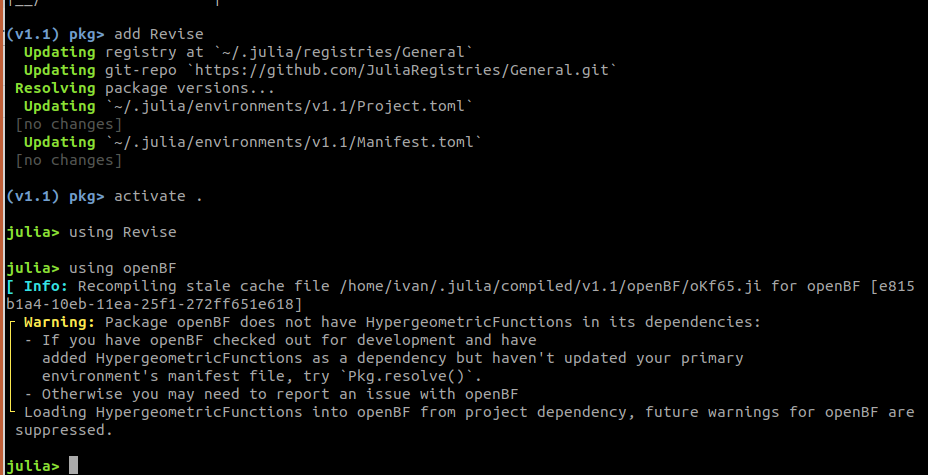 |__/ |
(v1.1) pkg> add Revise
Updating registry at `~/.julia/registries/General`
Updating git-repo `https://github.com/JuliaRegistries/General.git`
Resolving package versions...
Updating `~/.julia/environments/v1.1/Project.toml`
[no changes]
Updating `~/.julia/environments/v1.1/Manifest.toml`
[no changes]
(v1.1) pkg> activate .
julia> using Revise
julia> using openBF
[ Info: Recompiling stale cache file /home/ivan/.julia/compiled/v1.1/openBF/oKf65.ji for openBF [e815
b1a4-10eb-11ea-25f1-272ff651e618]
┌ Warning: Package openBF does not have HypergeometricFunctions in its dependencies:
│ - If you have openBF checked out for development and have
│   added HypergeometricFunctions as a dependency but haven't updated your primary
│   environment's manifest file, try `Pkg.resolve()`.
│ - Otherwise you may need to report an issue with openBF
└ Loading HypergeometricFunctions into openBF from project dependency, future warnings for openBF are
suppressed.
julia>